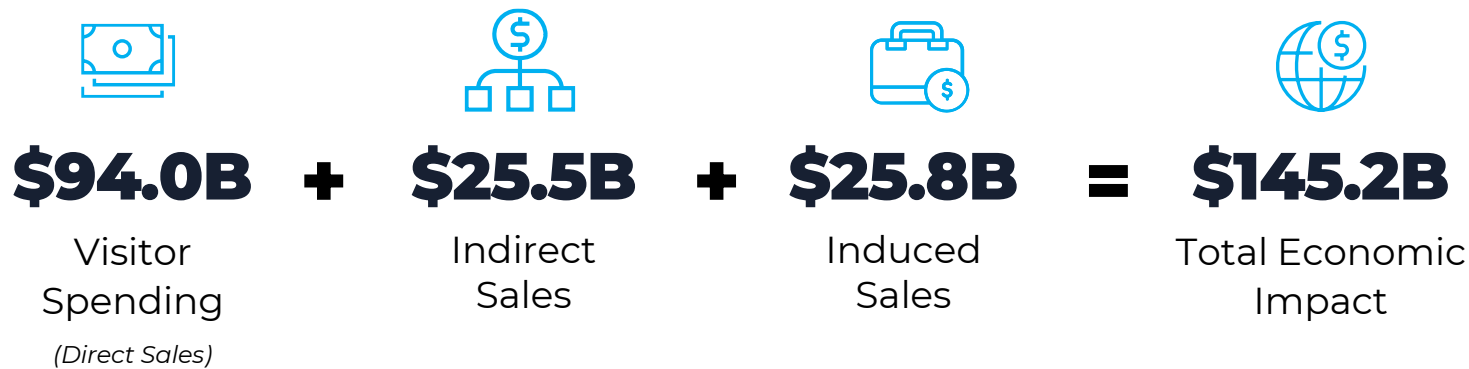 $94.0B + $25.5B + $25.8B = $145.2B
Visitor
Spending
(Direct Sales)
Indirect
Sales
Induced
Sales
Total Economic
Impact